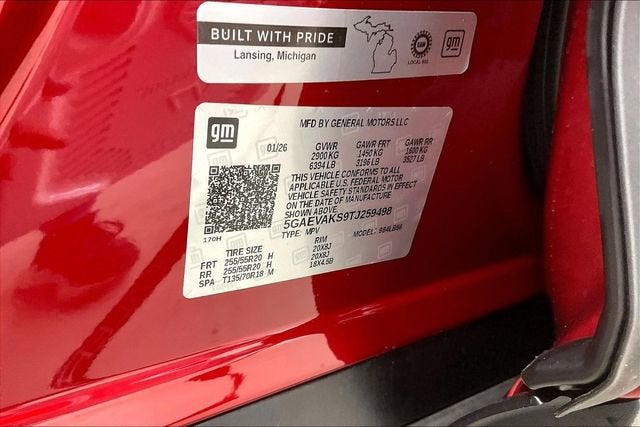 BUILT WITH PRIDE
Lansing, Michigan
gm
gm
MFD BY GENERAL MOTORS LLC
01/26 GVWR GAWR FRT GAWR RR
2900 KG 1450 KG 1600 KG
6394 LB 3196 LB 3527 LB
THIS VEHICLE CONFORMS TO ALL
APPLICABLE U.S. FEDERAL MOTOR
VEHICLE SAFETY STANDARDS IN EFFECT
ON THE DATE OF MANUFACTURE
SHOWN ABOVE.
5GAEVAKS9TJ259498
TYPE: MPV MODEL:
170H
TIRE SIZE RIM
FRT 255/55R20 H 20X8J
RR 255/55R20 H 20X8J
SPA T135/70R18 M 18X4.5B